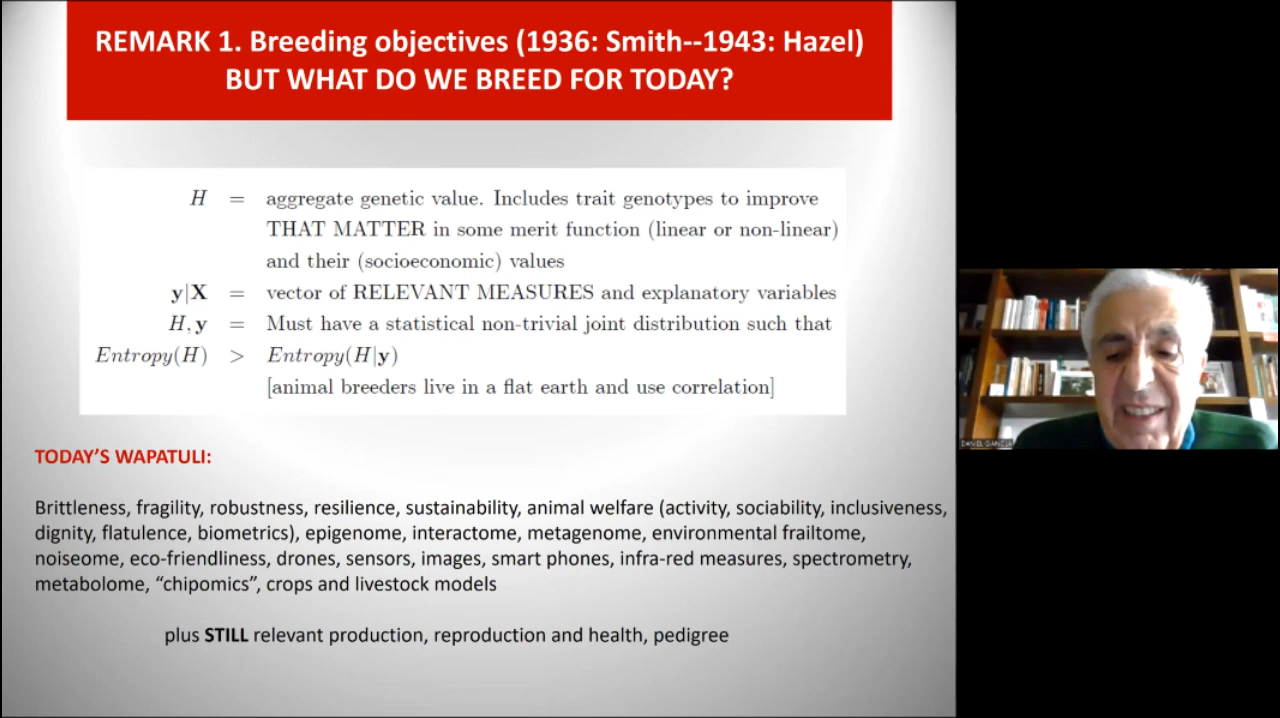 REMARK 1. Breeding objectives (1936: Smith--1943: Hazel)
BUT WHAT DO WE BREED FOR TODAY?
H = aggregate genetic value. Includes trait genotypes to improve
THAT MATTER in some merit function (linear or non-linear)
and their (socioeconomic) values
y|X = vector of RELEVANT MEASURES and explanatory variables
H, y = Must have a statistical non-trivial joint distribution such that
Entropy(H) > Entropy(H|y)
[animal breeders live in a flat earth and use correlation]
TODAY'S WAPATULI:
Brittleness, fragility, robustness, resilience, sustainability, animal welfare (activity, sociability, inclusiveness,
dignity, flatulence, biometrics), epigenome, interactome, metagenome, environmental frailtome,
noiseome, eco-friendliness, drones, sensors, images, smart phones, infra-red measures, spectrometry,
metabolome, “chipomics”, crops and livestock models
plus STILL relevant production, reproduction and health, pedigree
DANIEL GIANOLA